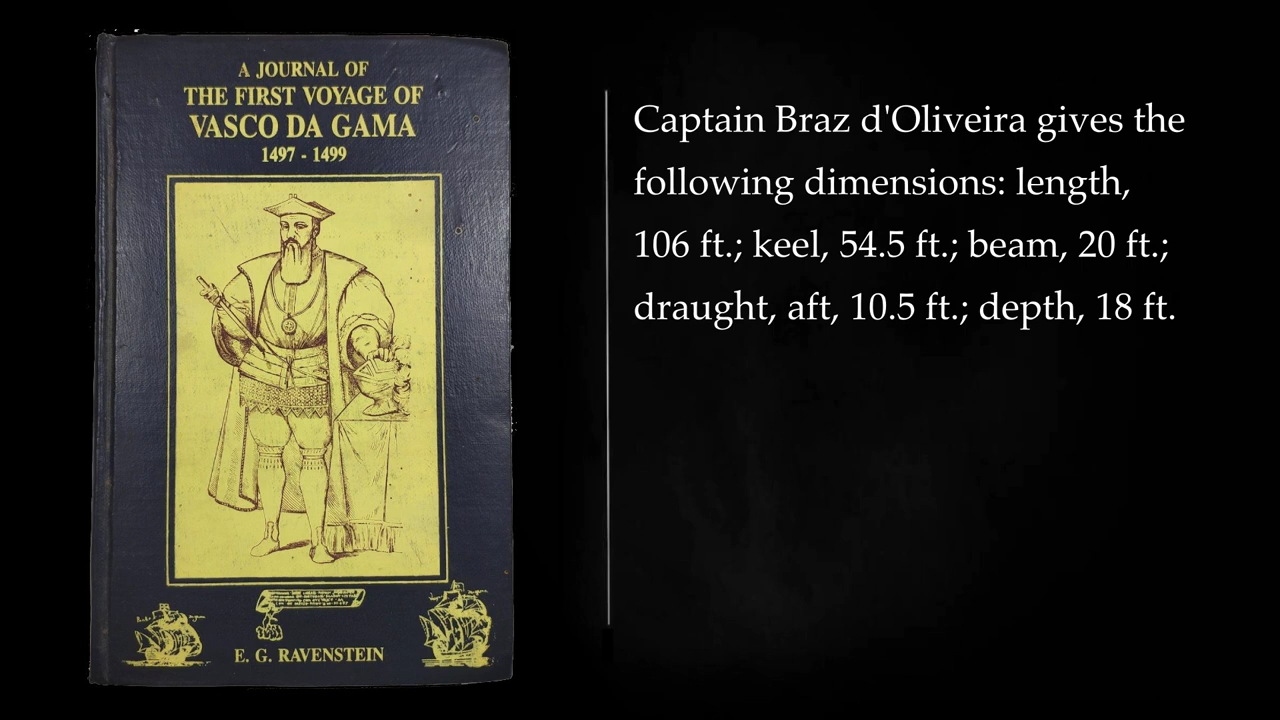 A JOURNAL OF
THE FIRST VOYAGE OF
VASCO DA GAMA
1497 - 1499
E. G. RAVENSTEIN
Captain Braz d'Oliveira gives the
following dimensions: length,
106 ft.; keel, 54.5 ft.; beam, 20 ft.;
draught, aft, 10.5 ft.; depth, 18 ft.